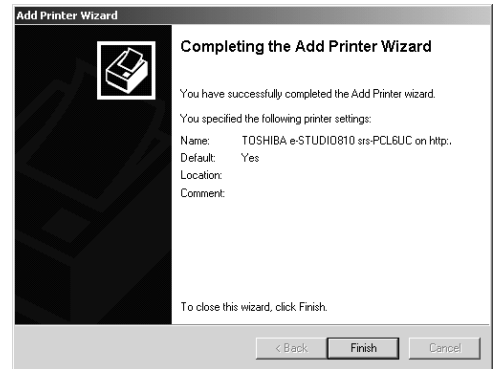 Add Printer Wizard
Completing the Add Printer Wizard
You have successfully completed the Add Printer wizard.
You specified the following printer settings:
Name: TOSHIBA e-STUDIO810 srs-PCL6UC on http:.
Default: Yes
Location:
Comment:
To close this wizard, click Finish.
< Back Finish Cancel